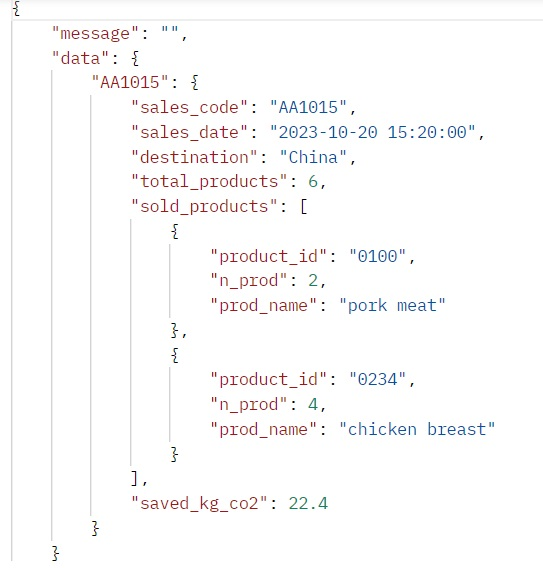 {
    "message": "",
    "data": {
        "AA1015": {
            "sales_code": "AA1015",
            "sales_date": "2023-10-20 15:20:00",
            "destination": "China",
            "total_products": 6,
            "sold_products": [
                {
                    "product_id": "0100",
                    "n_prod": 2,
                    "prod_name": "pork meat"
                },
                {
                    "product_id": "0234",
                    "n_prod": 4,
                    "prod_name": "chicken breast"
                }
            ],
            "saved_kg_co2": 22.4
        }
    }